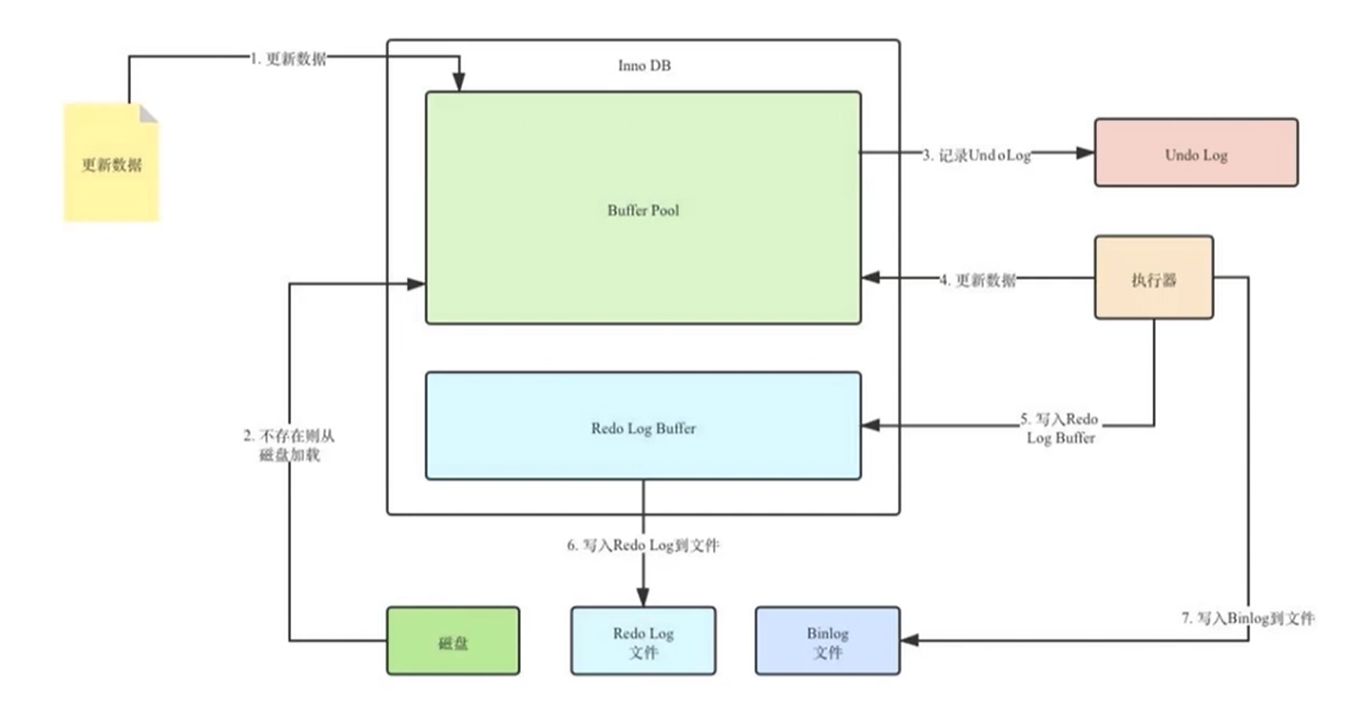 1. 更新数据
Inno DB
更新数据
Buffer Pool
3. 记录UndoLog
Undo Log
4. 更新数据
执行器
2. 不存在则从
磁盘加载
Redo Log Buffer
5. 写入Redo
Log Buffer
6. 写入Redo Log到文件
7. 写入Binlog到文件
磁盘
Redo Log
文件
Binlog
文件